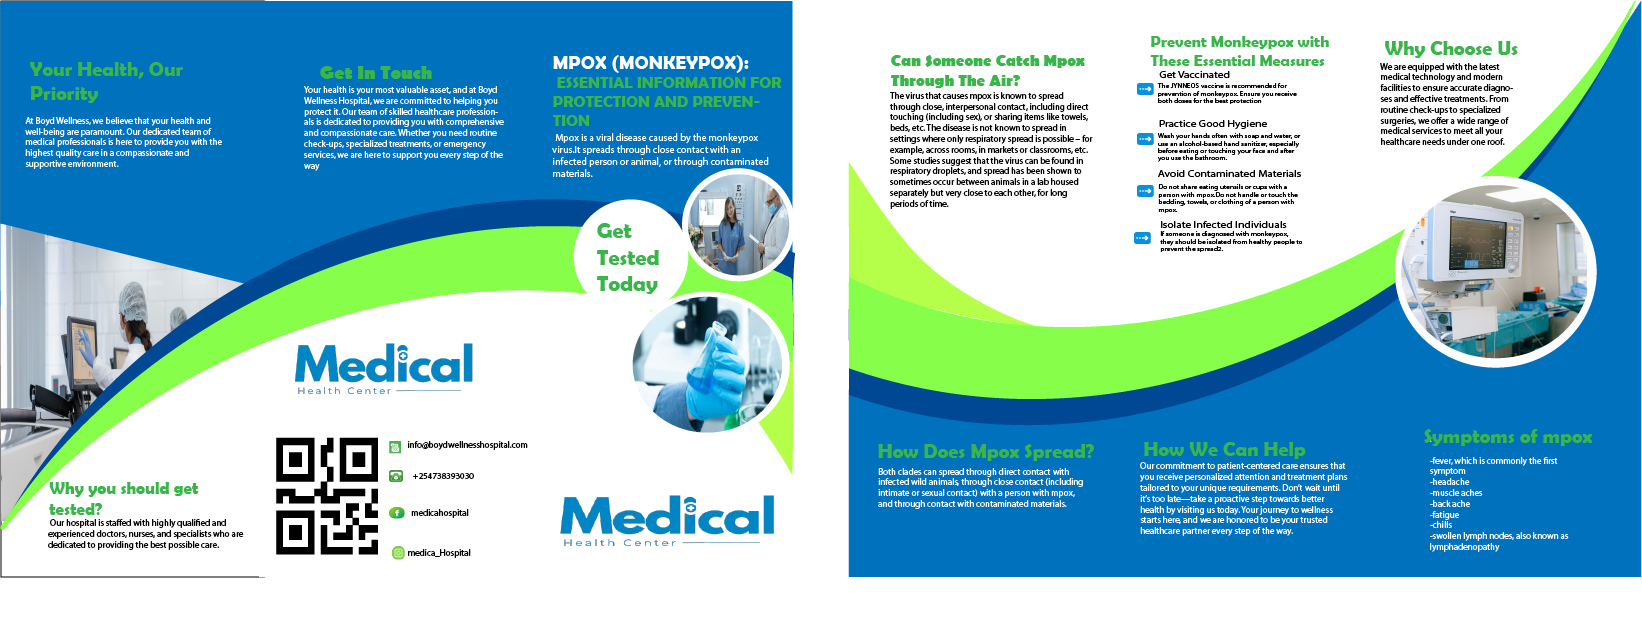 Your Health, Our
Priority
At Boyd Wellness, we believe that your health and
well-being are paramount. Our dedicated team of
medical professionals is here to provide you with the
highest quality care in a compassionate and
supportive environment.
Why you should get
tested?
Our hospital is staffed with highly qualified and
experienced doctors, nurses, and specialists who are
dedicated to providing the best possible care.
Get In Touch
Your health is your most valuable asset, and at Boyd
Wellness Hospital, we are committed to helping you
protect it. Our team of skilled healthcare profession-
als is dedicated to providing you with comprehensive
and compassionate care. Whether you need routine
check-ups, specialized treatments, or emergency
services, we are here to support you every step of the
way
Medical
Health Center
info@boydwellnesshospital.com
+254738393030
medicahospital
medica_Hospital
MPOX (MONKEYPOX):
ESSENTIAL INFORMATION FOR
PROTECTION AND PREVEN-
TION
Mpox is a viral disease caused by the monkeypox
virus.It spreads through close contact with an
infected person or animal, or through contaminated
materials.
Get
Tested
Today
Medical
Health Center
Can Someone Catch Mpox
Through The Air?
The virus that causes mpox is known to spread
through close, interpersonal contact, including direct
touching (including sex), or sharing items like towels,
beds, etc. The disease is not known to spread in
settings where only respiratory spread is possible – for
example, across rooms, in markets or classrooms, etc.
Some studies suggest that the virus can be found in
respiratory droplets, and spread has been shown to
sometimes occur between animals in a lab housed
separately but very close to each other, for long
periods of time.
How Does Mpox Spread?
Both clades can spread through direct contact with
infected wild animals, through close contact (including
intimate or sexual contact) with a person with mpox,
and through contact with contaminated materials.
Prevent Monkeypox with
These Essential Measures
Get Vaccinated
The JYNNEOS vaccine is recommended for
prevention of monkeypox. Ensure you receive
both doses for the best protection
Practice Good Hygiene
Wash your hands often with soap and water, or
use an alcohol-based hand sanitizer, especially
before eating or touching your face and after
you use the bathroom.
Avoid Contaminated Materials
Do not share eating utensils or cups with a
person with mpox.Do not handle or touch the
bedding, towels, or clothing of a person with
mpox.
Isolate Infected Individuals
If someone is diagnosed with monkeypox,
they should be isolated from healthy people to
prevent the spread2.
How We Can Help
Our commitment to patient-centered care ensures that
you receive personalized attention and treatment plans
tailored to your unique requirements. Don't wait until
it's too late—take a proactive step towards better
health by visiting us today. Your journey to wellness
starts here, and we are honored to be your trusted
healthcare partner every step of the way.
Why Choose Us
We are equipped with the latest
medical technology and modern
facilities to ensure accurate diagno-
ses and effective treatments. From
routine check-ups to specialized
surgeries, we offer a wide range of
medical services to meet all your
healthcare needs under one roof.
Symptoms of mpox
-fever, which is commonly the first
symptom
-headache
-muscle aches
-back ache
-fatigue
-chills
-swollen lymph nodes, also known as
lymphadenopathy